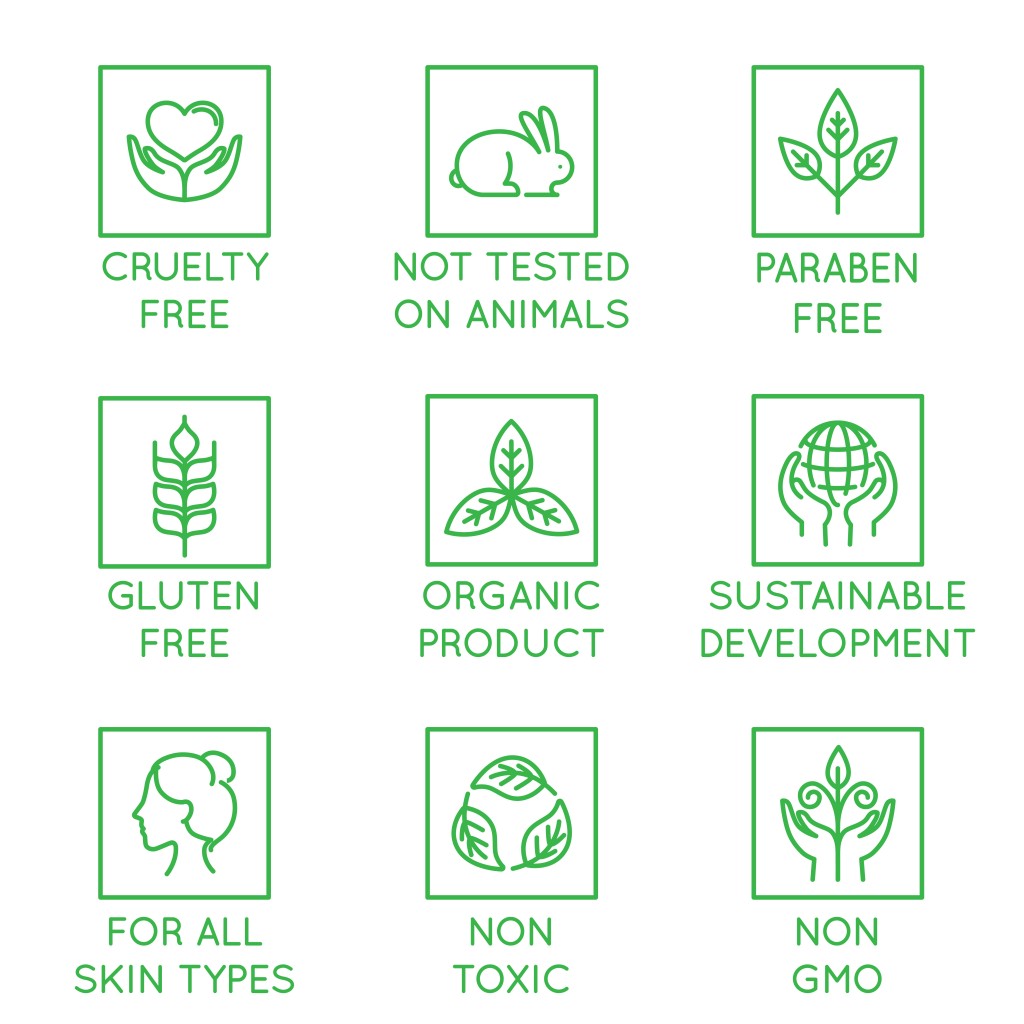 CRUELTY
FREE
NOT TESTED
ON ANIMALS
PARABEN
FREE
GLUTEN
FREE
ORGANIC
PRODUCT
SUSTAINABLE
DEVELOPMENT
FOR ALL
SKIN TYPES
NON
TOXIC
NON
GMO